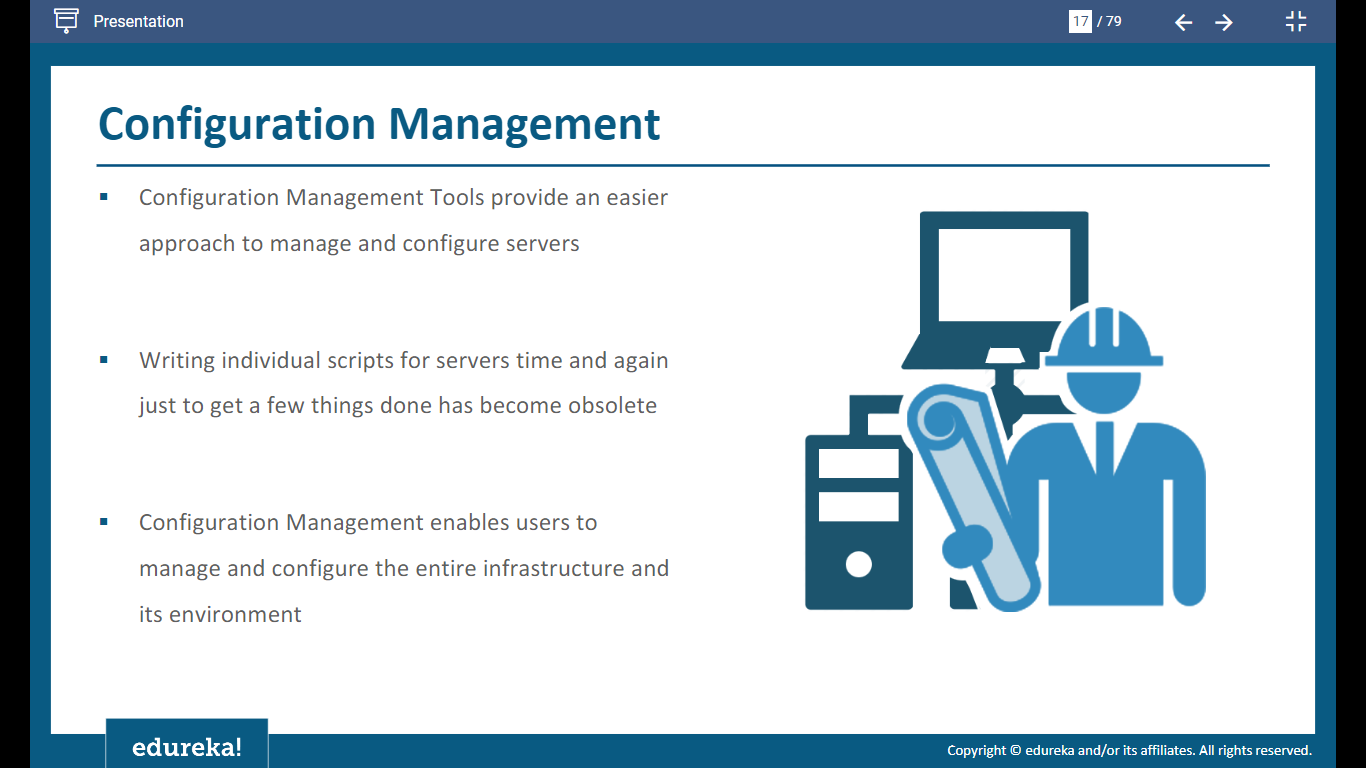 Presentation
17 / 79
Configuration Management
▪ Configuration Management Tools provide an easier
approach to manage and configure servers
▪ Writing individual scripts for servers time and again
just to get a few things done has become obsolete
▪ Configuration Management enables users to
manage and configure the entire infrastructure and
its environment
edureka!
Copyright © edureka and/or its affiliates. All rights reserved.